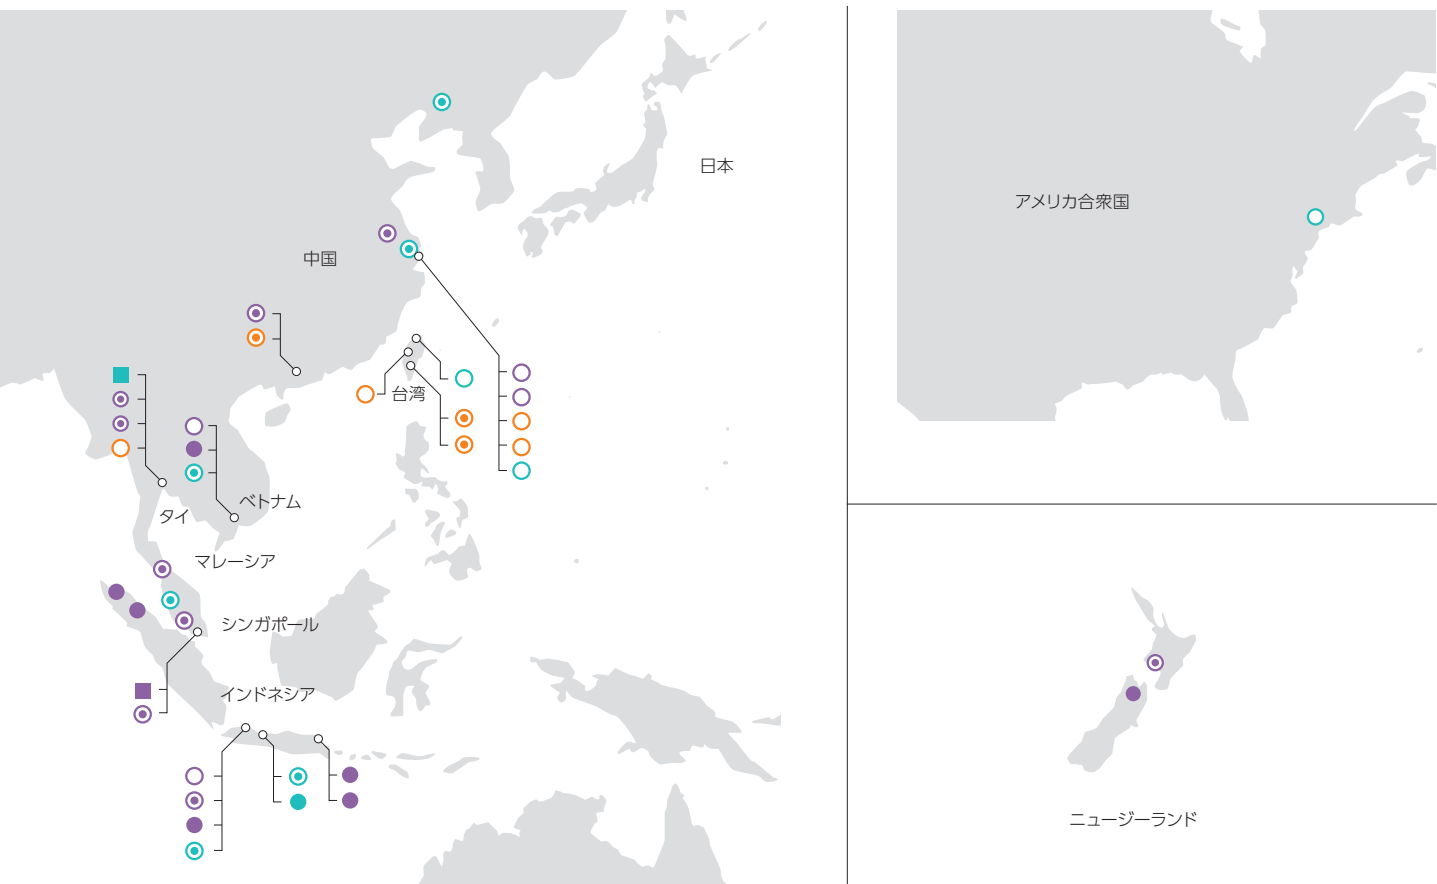 日本
アメリカ合衆国
中国
台湾
ベトナム
タイ
マレーシア
シンガポール
インドネシア
ニュージーランド